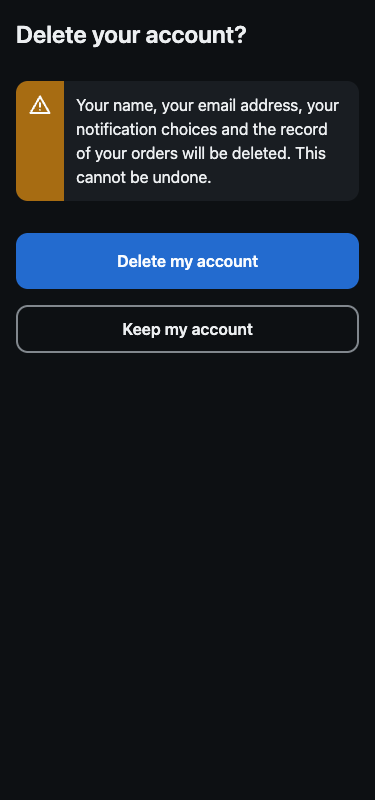 Delete your account?
Your name, your email address, your
notification choices and the record
of your orders will be deleted. This
cannot be undone.
Delete my account
Keep my account